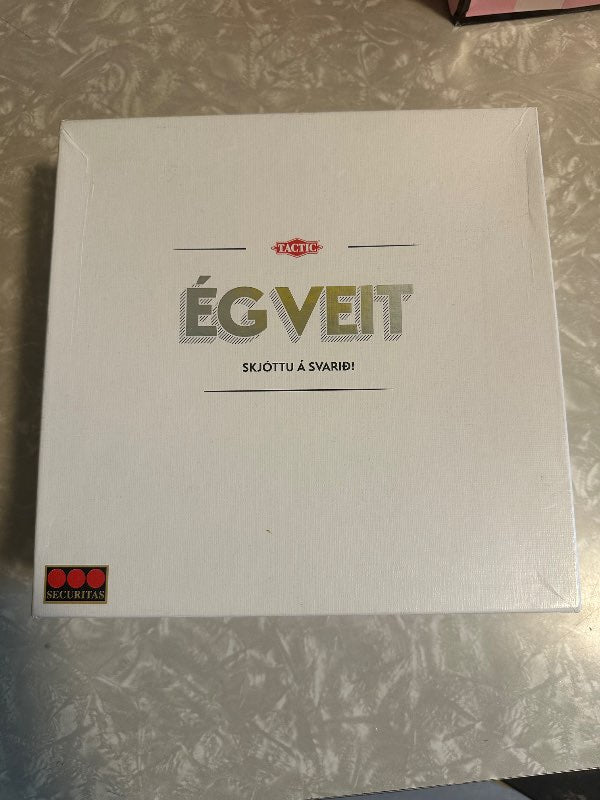 TACTIC
ÉG VEIT
SKJÓTTU Á SVARIÐ!
SECURITAS